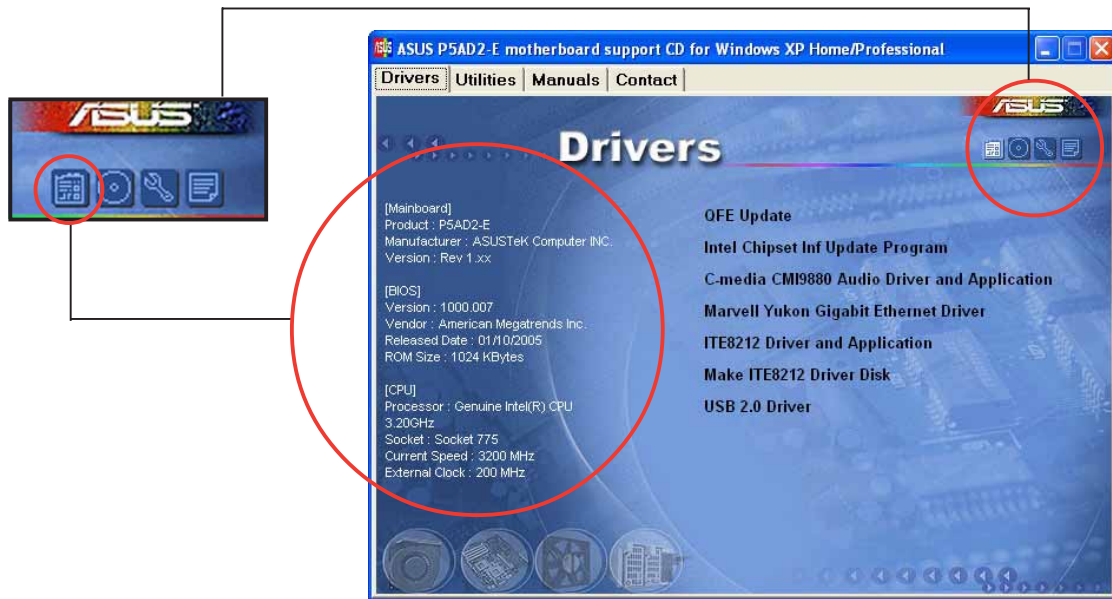 ASUS P5AD2-E motherboard support CD for Windows XP Home/Professional
Drivers Utilities Manuals Contact
ASUS
ASUS
Drivers
[Mainboard]
Product : P5AD2-E
Manufacturer : ASUSTeK Computer INC.
Version : Rev 1.xx
[BIOS]
Version : 1000.007
Vendor : American Megatrends Inc.
Released Date : 01/10/2005
ROM Size : 1024 KBytes
[CPU]
Processor : Genuine Intel(R) CPU
3.20GHz
Socket : Socket 775
Current Speed : 3200 MHz
External Clock : 200 MHz
QFE Update
Intel Chipset Inf Update Program
C-media CMI9880 Audio Driver and Application
Marvell Yukon Gigabit Ethernet Driver
ITE8212 Driver and Application
Make ITE8212 Driver Disk
USB 2.0 Driver